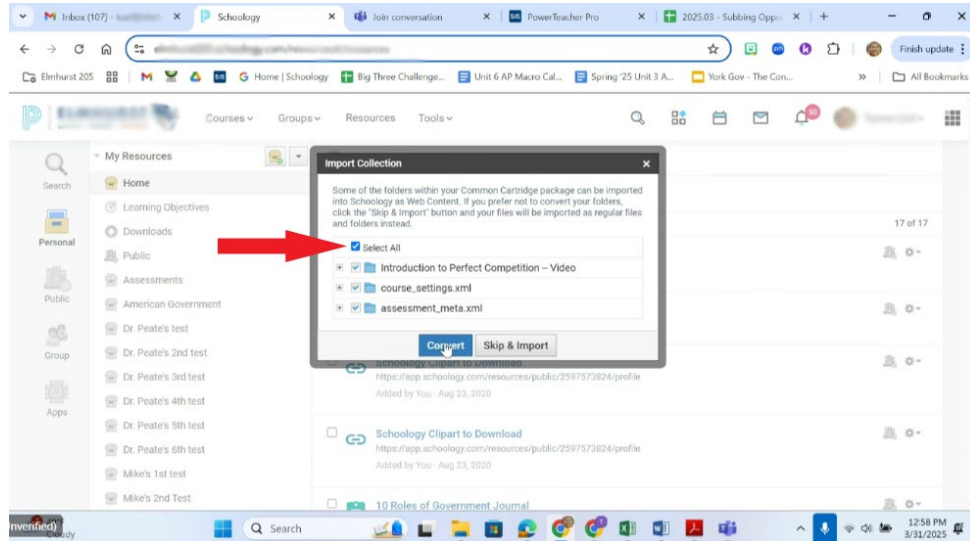 Inbox (107) -
Schoology
Join conversation
PowerTeacher Pro
2025.03 - Subbing Oppo
Finish update
Elmhurst 205
Home | Schoology
Big Three Challenge...
Unit 6 AP Macro Cal...
Spring '25 Unit 3 A...
York Gov - The Con...
»
All Bookmarks
Courses
Groups
Resources
Tools
Search
Personal
Public
Group
Apps
My Resources
Home
Learning Objectives
Downloads
Public
Assessments
American Government
Dr. Peate's test
Dr. Peate's 2nd test
Dr. Peate's 3rd test
Dr. Peate's 4th test
Dr. Peate's 5th test
Dr. Peate's 6th test
Mike's 1st test
Mike's 2nd Test
Import Collection
Some of the folders within your Common Cartridge package can be imported
into Schoology as Web Content. If you prefer not to convert your folders,
click the "Skip & Import" button and your files will be imported as regular files
and folders instead.
Select All
Introduction to Perfect Competition – Video
course_settings.xml
assessment_meta.xml
Convert
Skip & Import
17 of 17
Schoology Clipart to Download
https://app.schoology.com/resources/public/2597573824/profile
Added by You · Aug 23, 2020
Schoology Clipart to Download
https://app.schoology.com/resources/public/2597573824/profile
Added by You · Aug 23, 2020
10 Roles of Government Journal
nverified)
Cloudy
Search
12:58 PM
3/31/2025